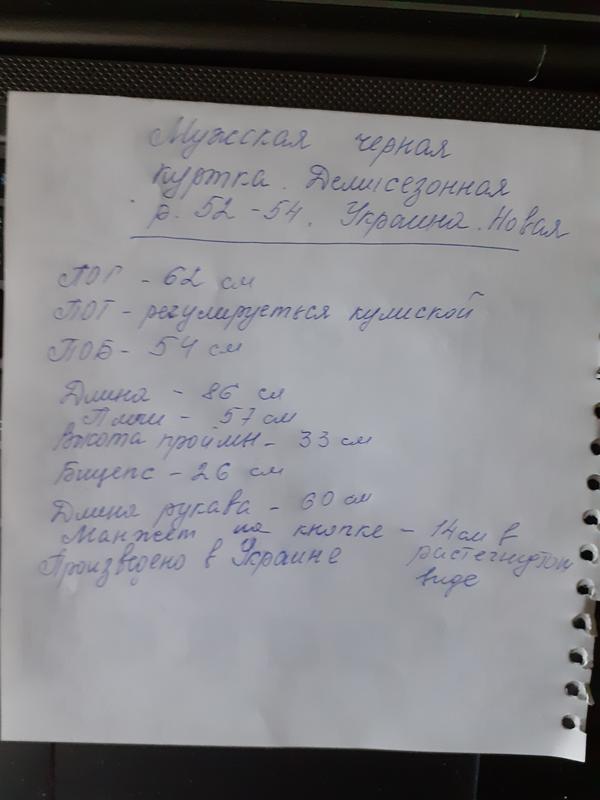 Мужская черная
куртка. Демисезонная
р. 52-54. Украина. Новая
ПОГ - 62 см
ПОТ - регулируеться кулиской
ПОБ - 54 см
Длина - 86 см
Плечи - 57 см
Высота проймы - 33 см
Бицепс - 26 см
Длина рукава - 60 см
Манжет на кнопке - 14 см в
растегнутом
Произведено в Украине
виде